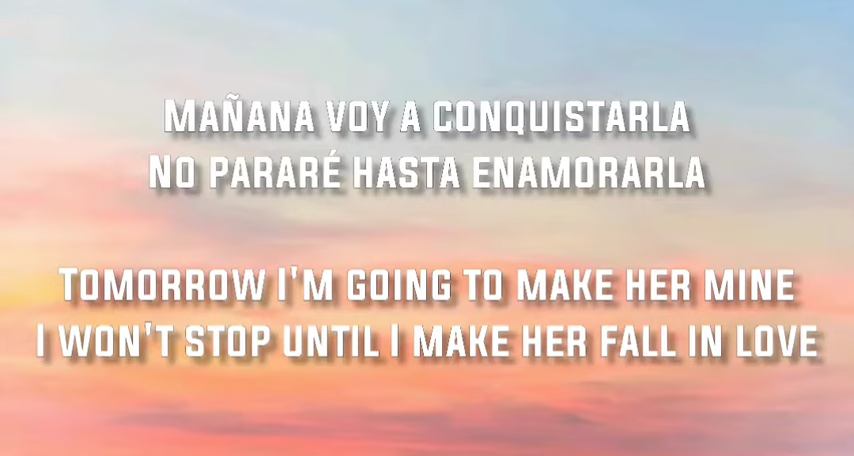 Mañana voy a conquistarla
No pararé hasta enamorarla
Tomorrow I'm going to make her mine
I won't stop until I make her fall in love